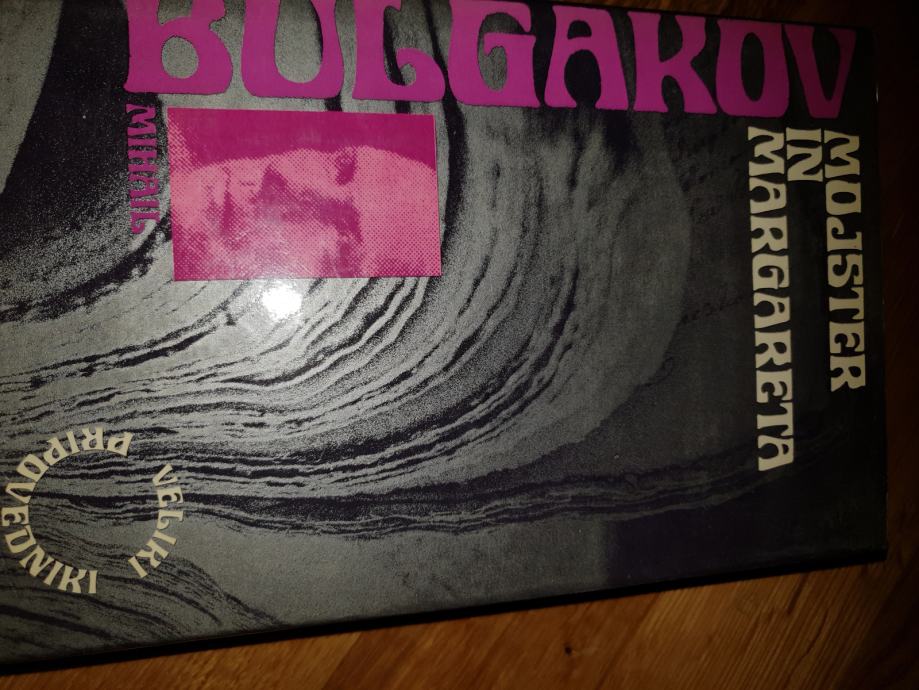 BULGAKOV
MIHAIL
MOJSTER
IN
MARGARETA
VELIKI
PRIPOVEDNIKI